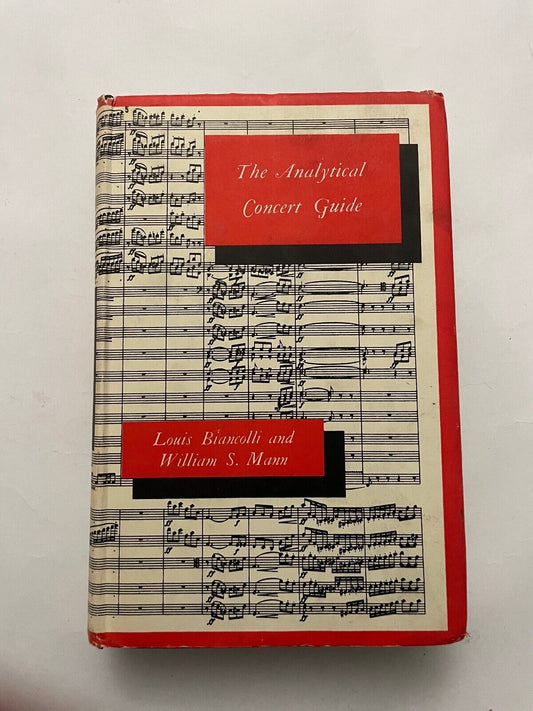 The Analytical
Concert Guide
Louis Biancolli and
William S. Mann